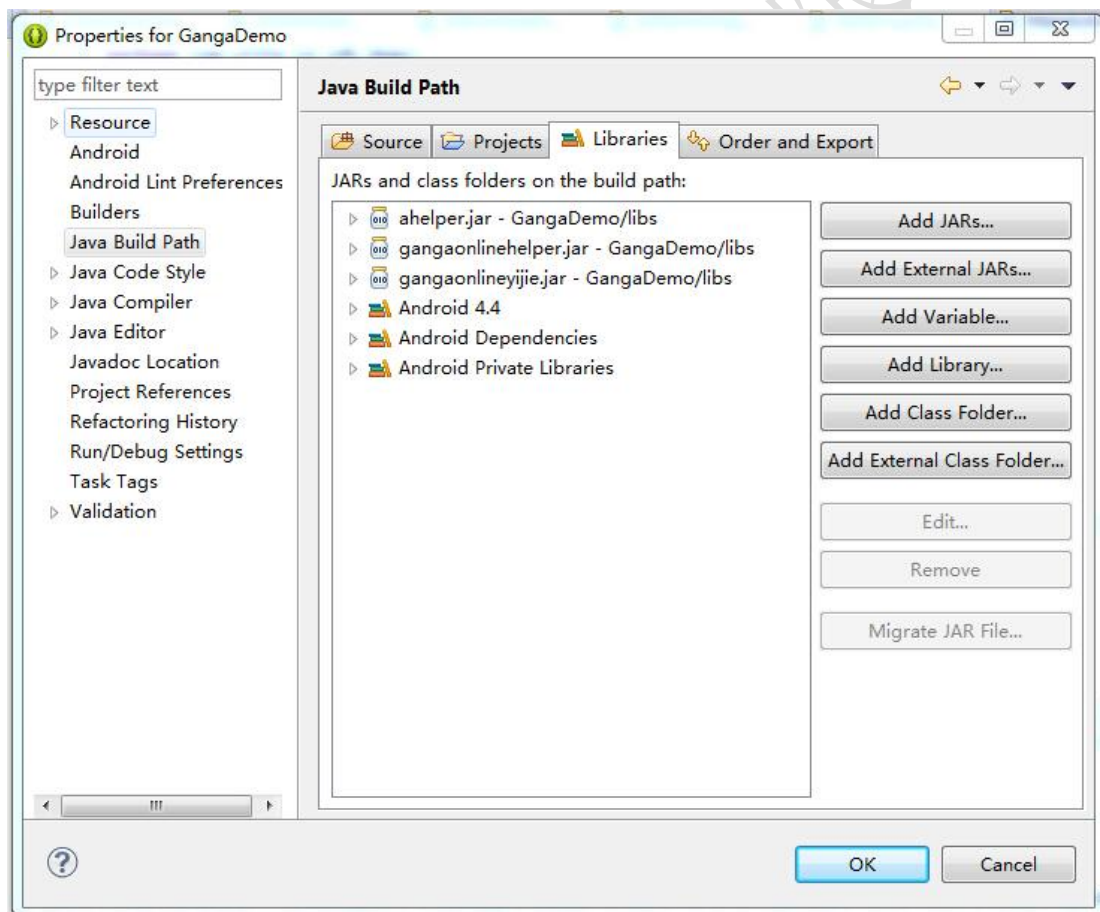 Properties for GangaDemo
type filter text
Resource
Android
Android Lint Preferences
Builders
Java Build Path
Java Code Style
Java Compiler
Java Editor
Javadoc Location
Project References
Refactoring History
Run/Debug Settings
Task Tags
Validation
Java Build Path
Source
Projects
Libraries
Order and Export
JARs and class folders on the build path:
ahelper.jar - GangaDemo/libs
gangaonlinehelper.jar - GangaDemo/libs
gangaonlineyijie.jar - GangaDemo/libs
Android 4.4
Android Dependencies
Android Private Libraries
Add JARs...
Add External JARs...
Add Variable...
Add Library...
Add Class Folder...
Add External Class Folder...
Edit...
Remove
Migrate JAR File...
OK
Cancel